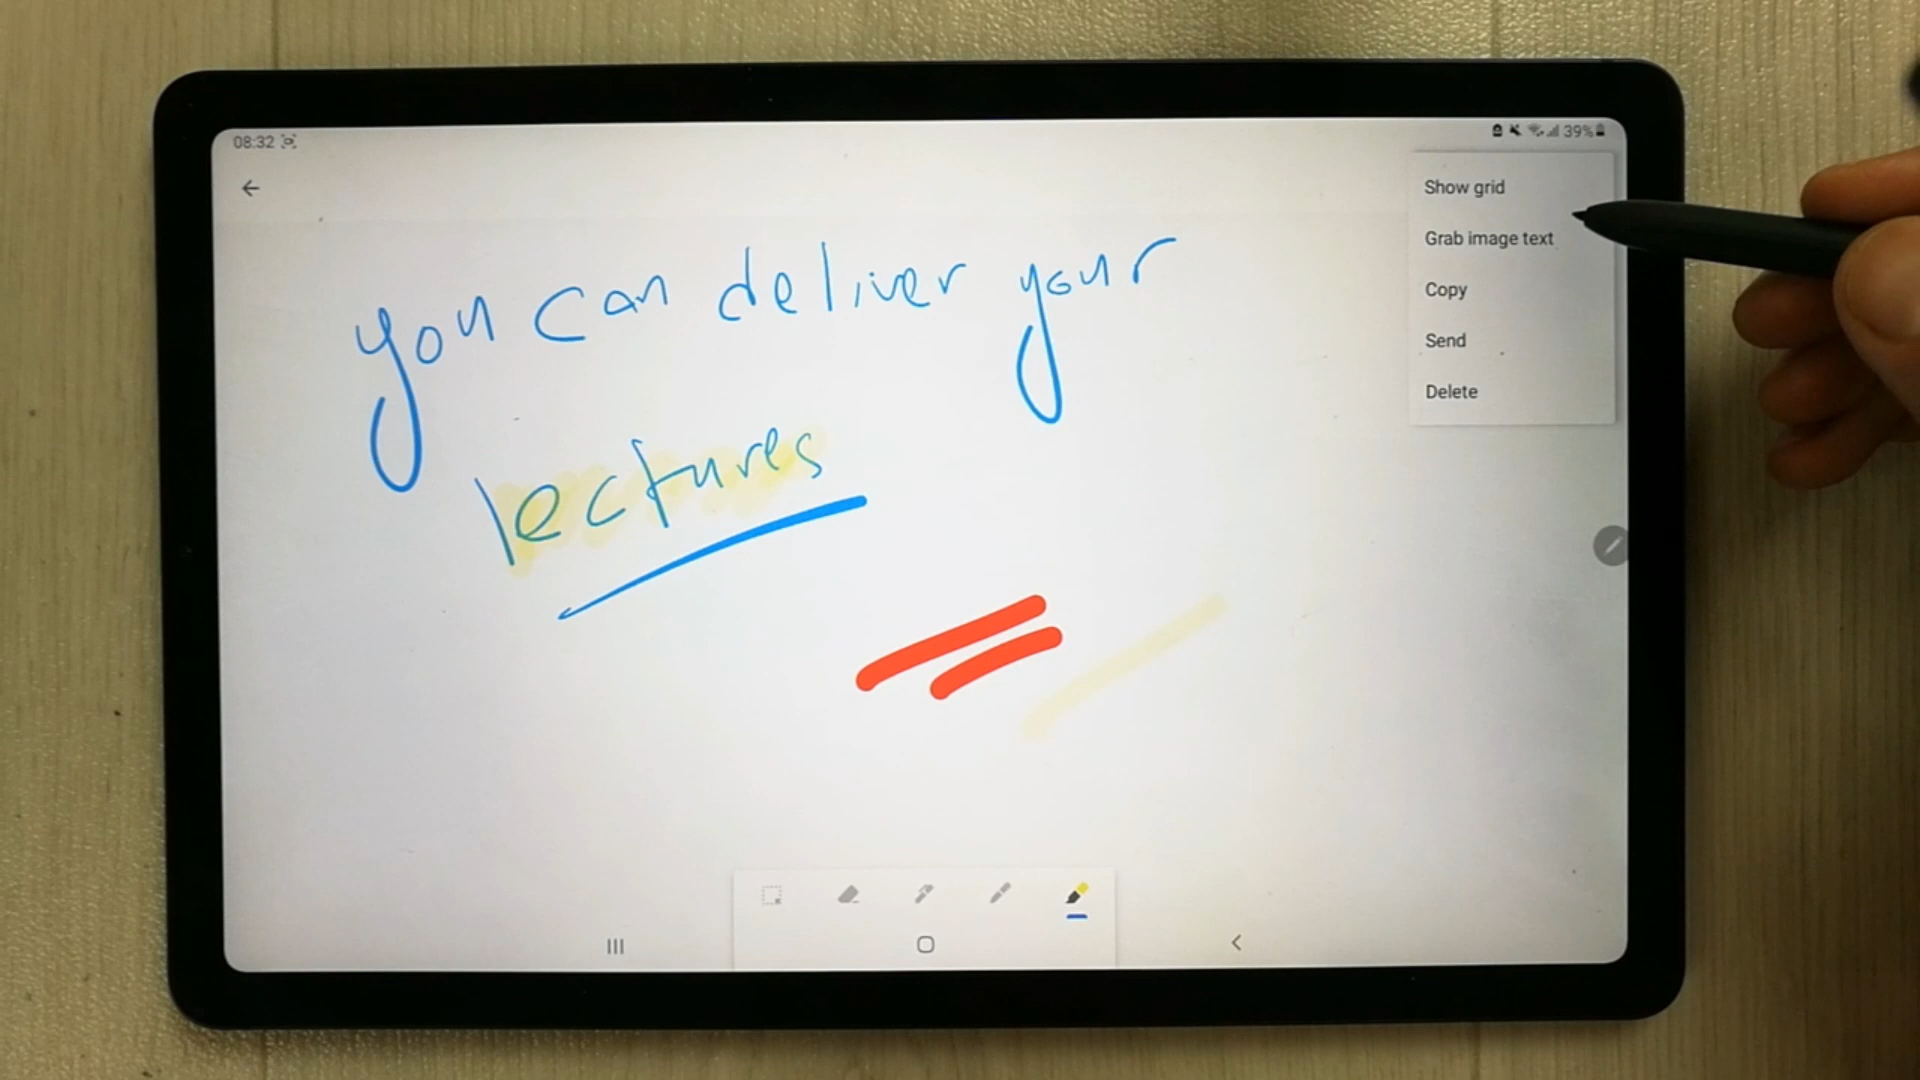 08:32
39%
Show grid
Grab image text
Copy
Send
Delete
you can deliver your
lectures